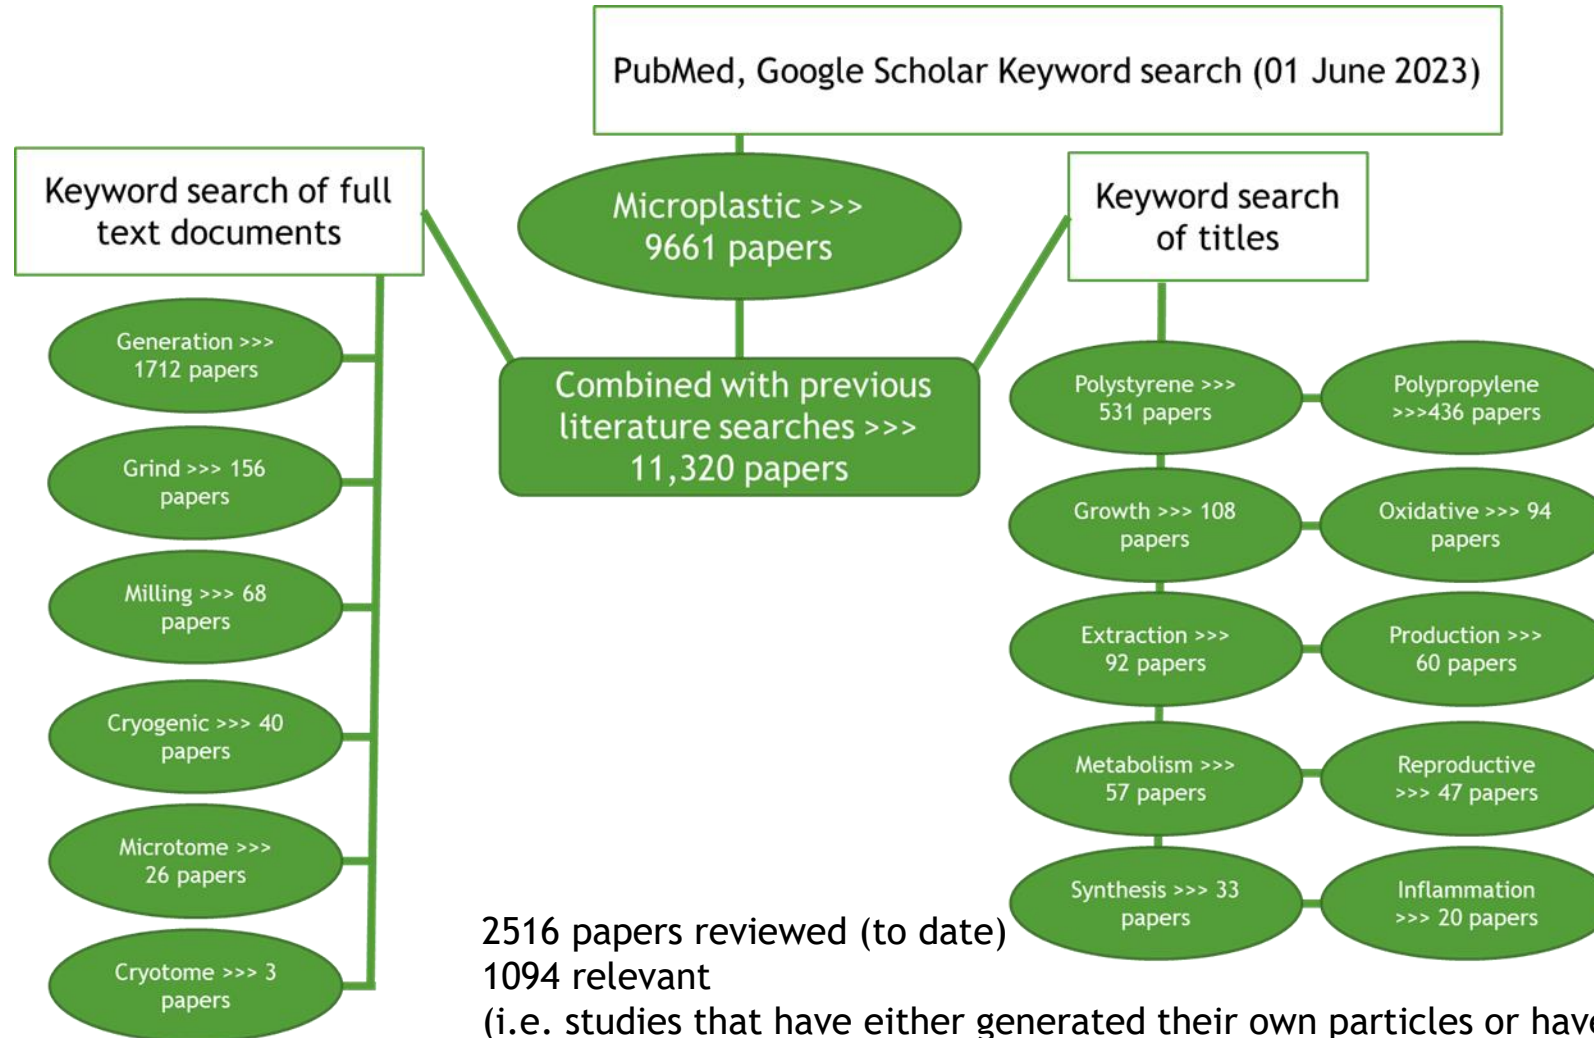 PubMed, Google Scholar Keyword search (01 June 2023)
Microplastic >>>
9661 papers
Combined with previous
literature searches >>>
11,320 papers
Keyword search of full
text documents
Generation >>>
1712 papers
Grind >>> 156
papers
Milling >>> 68
papers
Cryogenic >>> 40
papers
Microtome >>>
26 papers
Cryotome >>> 3
papers
Keyword search
of titles
Polystyrene >>>
531 papers
Polypropylene
>>>436 papers
Growth >>> 108
papers
Oxidative >>> 94
papers
Extraction >>>
92 papers
Production >>>
60 papers
Metabolism >>>
57 papers
Reproductive
>>> 47 papers
Synthesis >>> 33
papers
Inflammation
>>> 20 papers
2516 papers reviewed (to date)
1094 relevant
(i.e. studies that have either generated their own particles or have